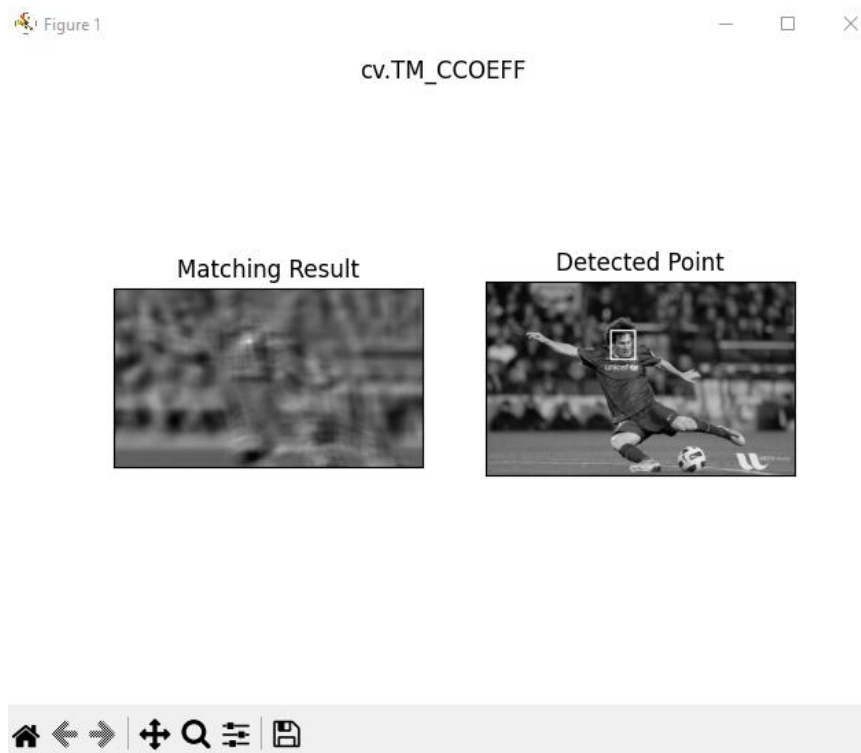 Figure 1
cv.TM_CCOEFF
Matching Result
Detected Point
unicef